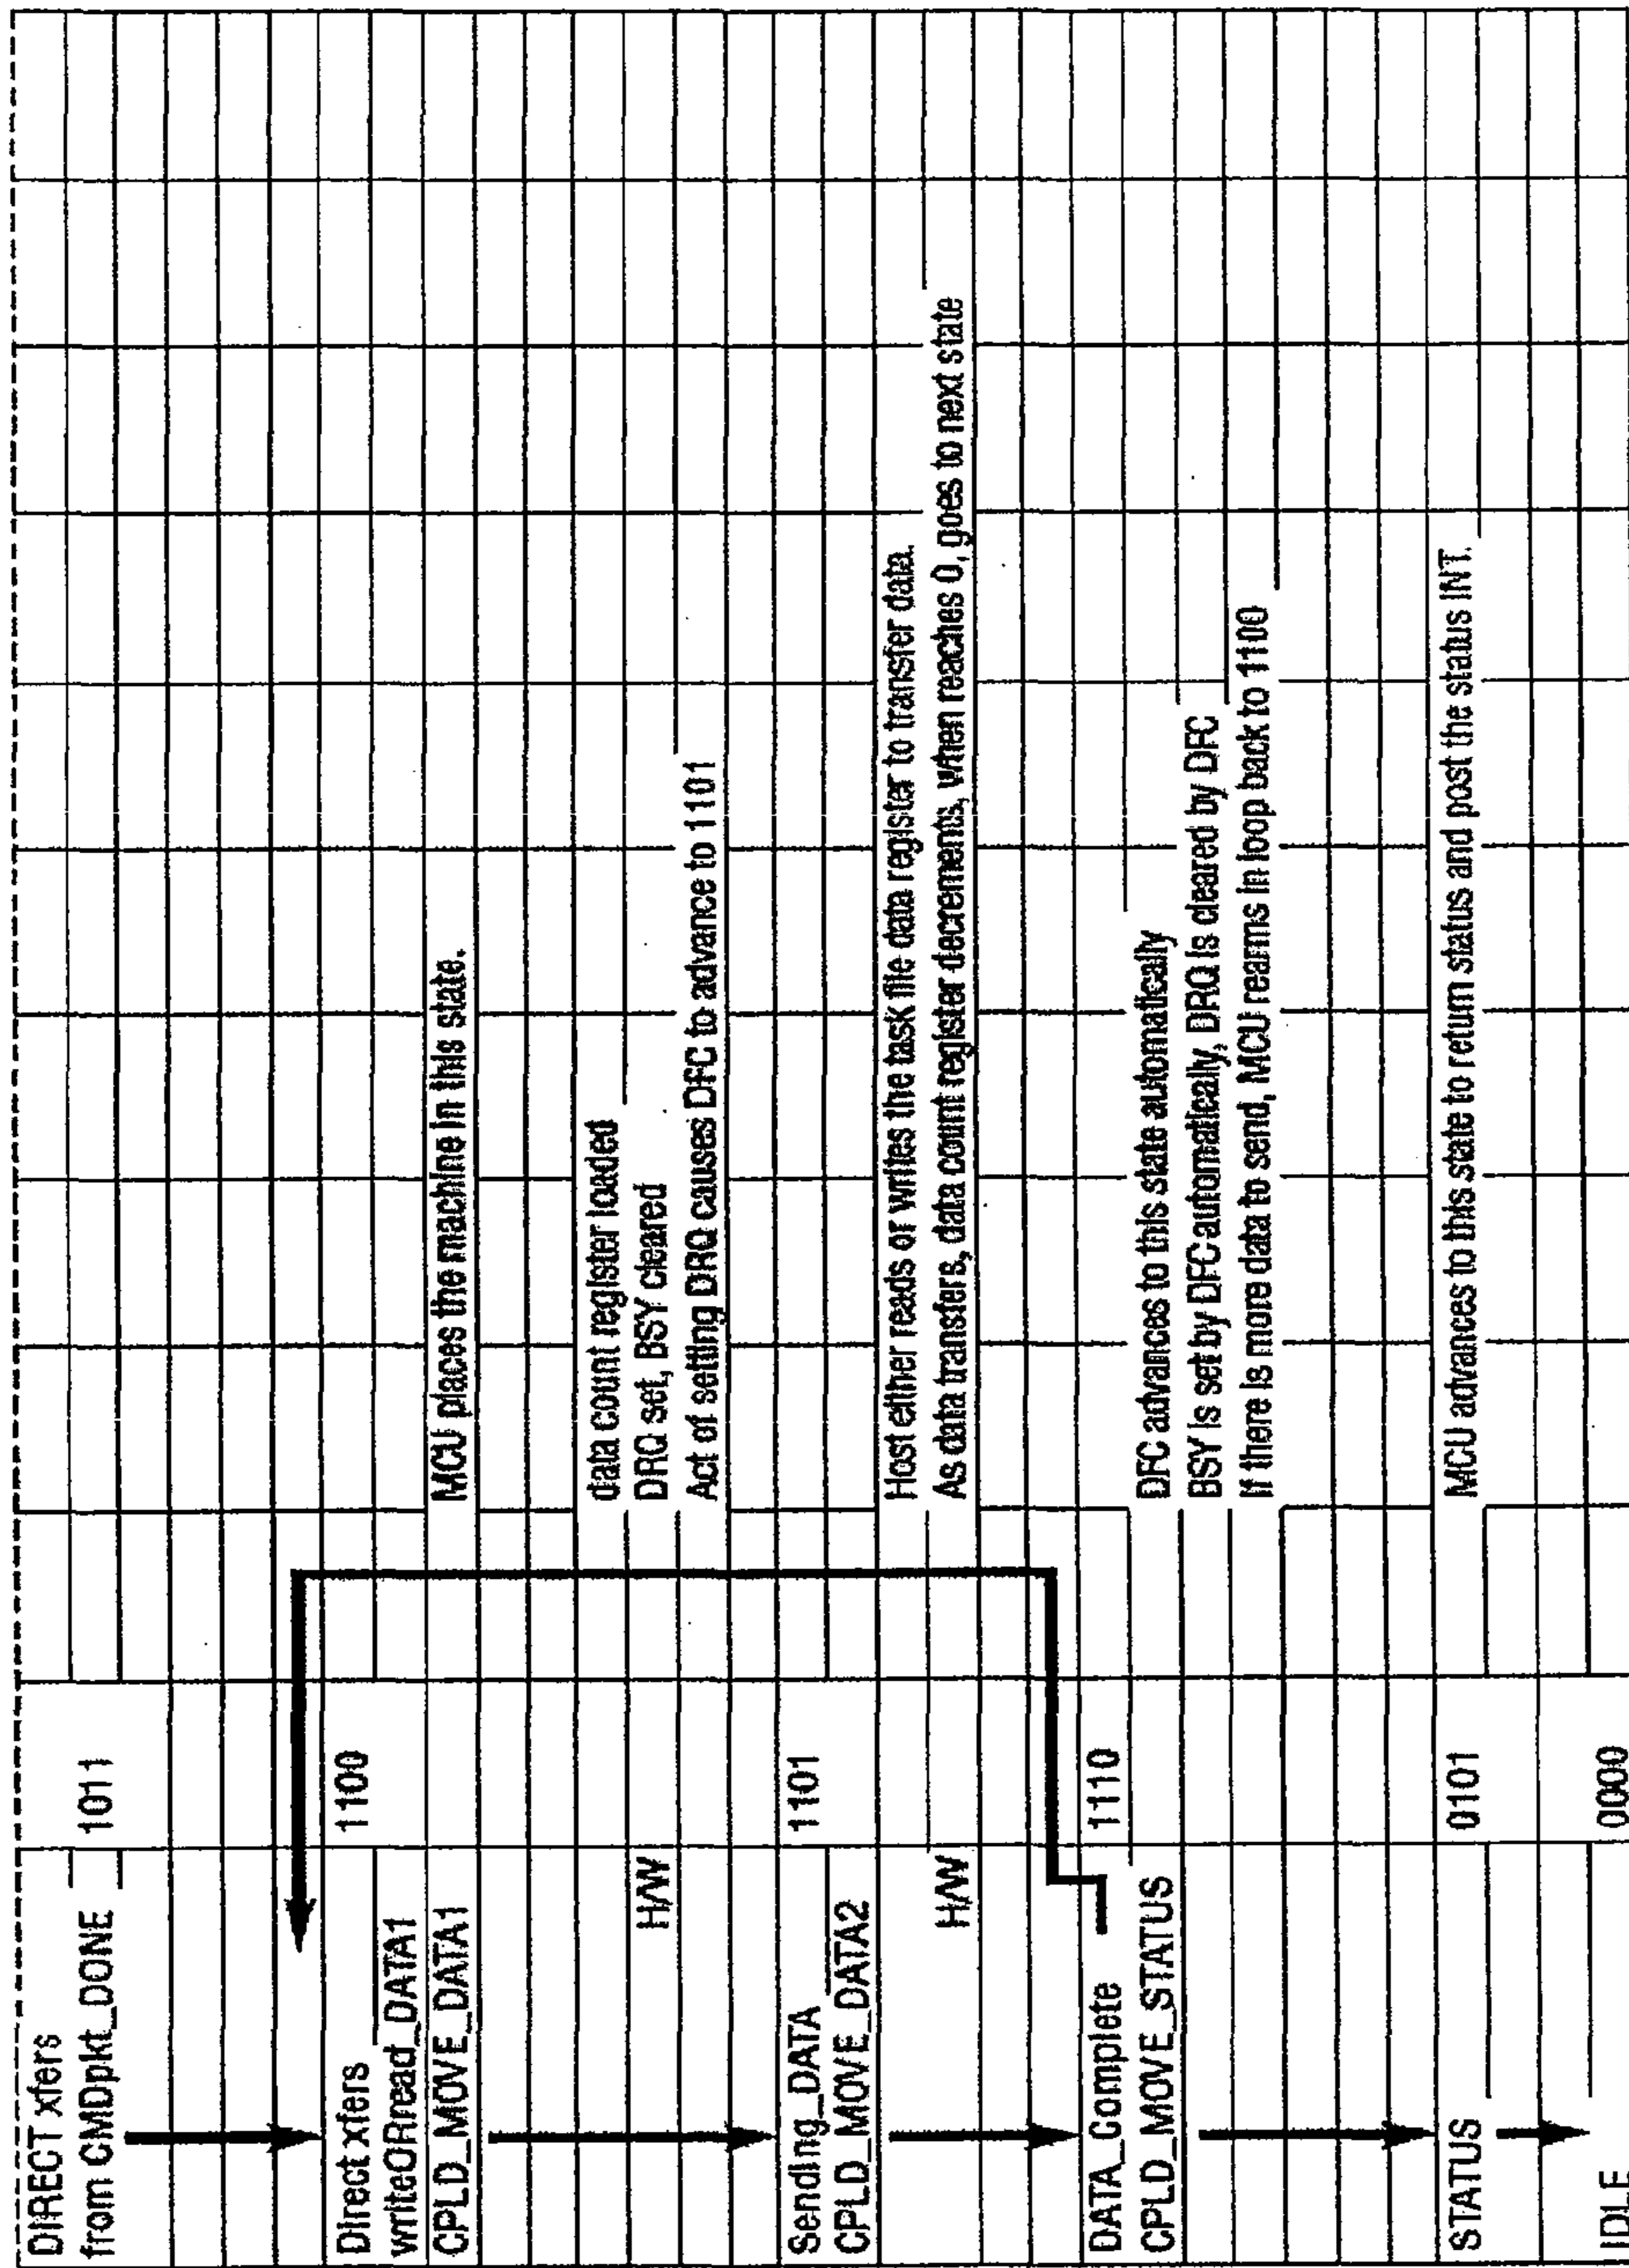 DIRECT xfers
from CMDpkt_DONE 1011
Direct xfers 1100
writeORread_DATA1
CPLD_MOVE_DATA1 MCU places the machine in this state.
data count register loaded
H/W DRQ set, BSY cleared
Act of setting DRQ causes DFC to advance to 1101
Sending_DATA 1101
CPLD_MOVE_DATA2 Host either reads or writes the task file data register to transfer data.
H/W As data transfers, data count register decrements, when reaches 0, goes to next state
DATA_Complete 1110
CPLD_MOVE_STATUS DFC advances to this state automatically
BSY is set by DFC automatically, DRQ is cleared by DFC
If there is more data to send, MCU rearms in loop back to 1100
STATUS 0101 MCU advances to this state to return status and post the status INT.
IDLE 0000